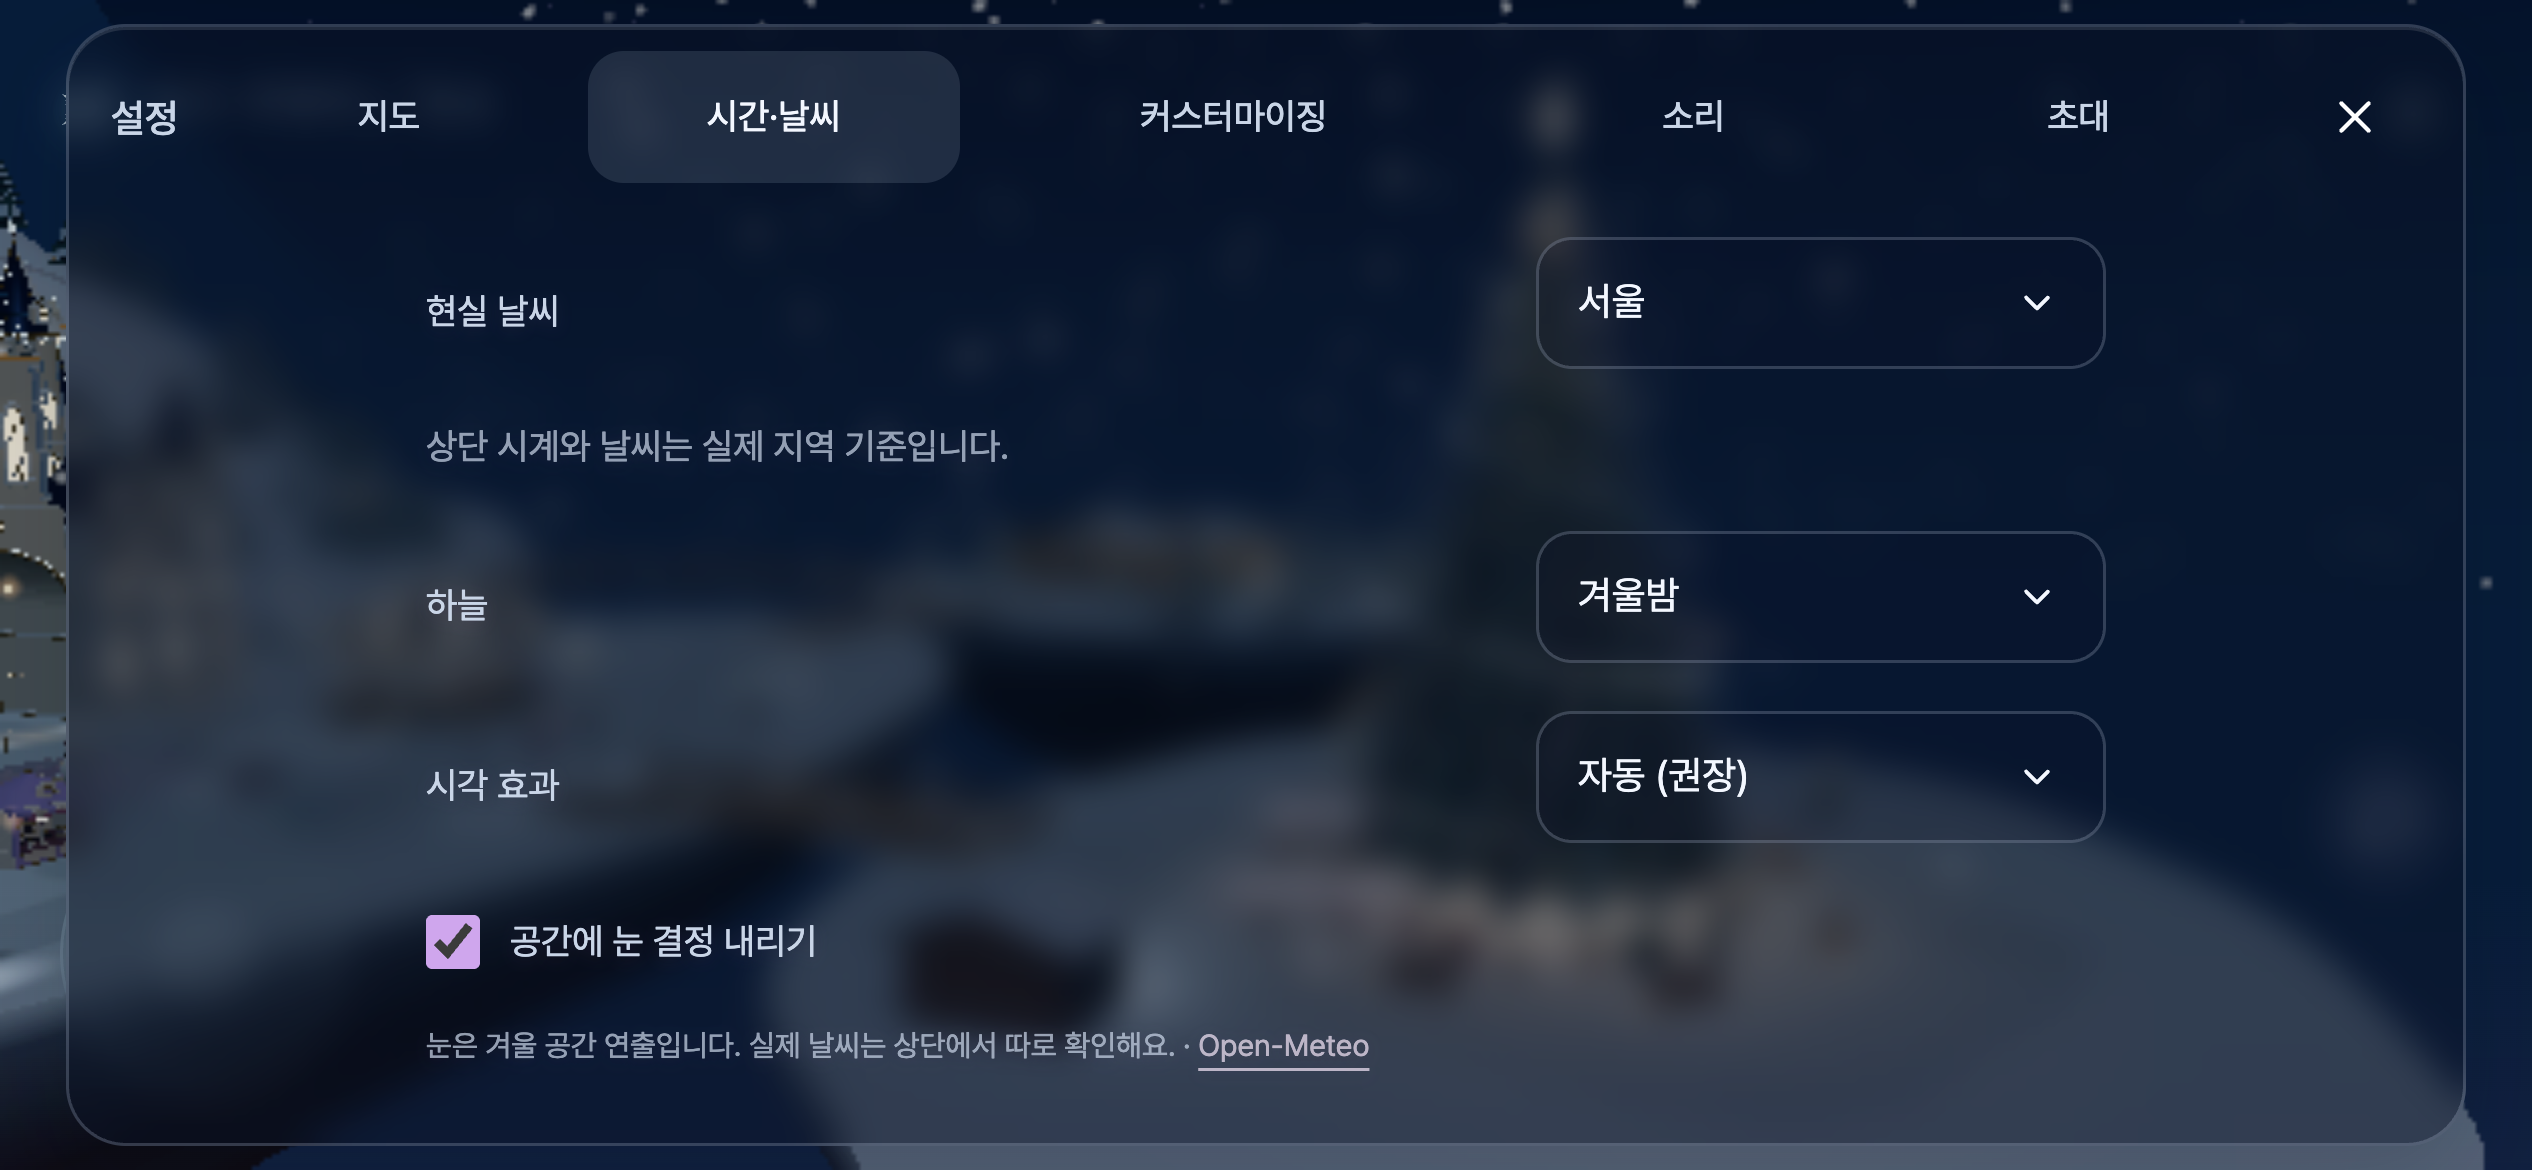 설정 지도 시간·날씨 커스터마이징 소리 초대
현실 날씨 서울
상단 시계와 날씨는 실제 지역 기준입니다.
하늘 겨울밤
시각 효과 자동 (권장)
공간에 눈 결정 내리기
눈은 겨울 공간 연출입니다. 실제 날씨는 상단에서 따로 확인해요. · Open-Meteo